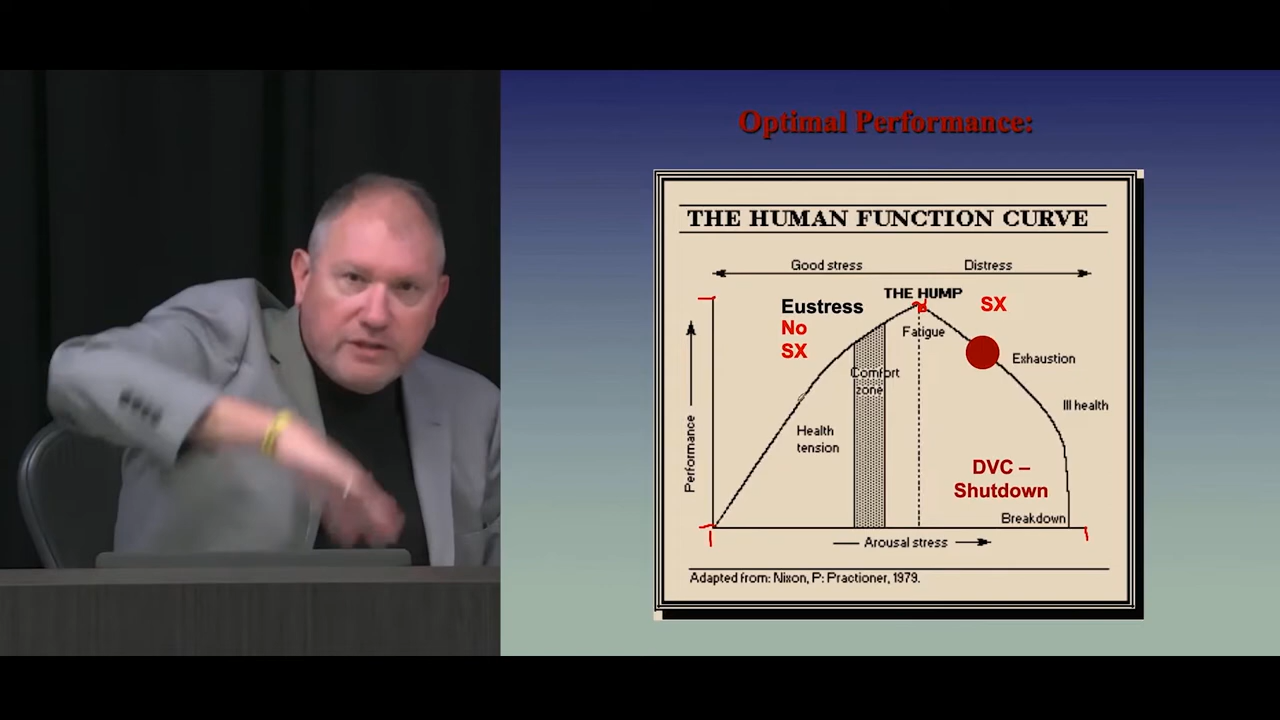 Optimal Performance:
THE HUMAN FUNCTION CURVE
Good stress
Distress
THE HUMP
SX
Eustress
No
SX
Fatigue
Exhaustion
Comfort
zone
Ill health
Health
tension
Performance
DVC –
Shutdown
Breakdown
Arousal stress
Adapted from: Nixon, P: Practioner, 1979.